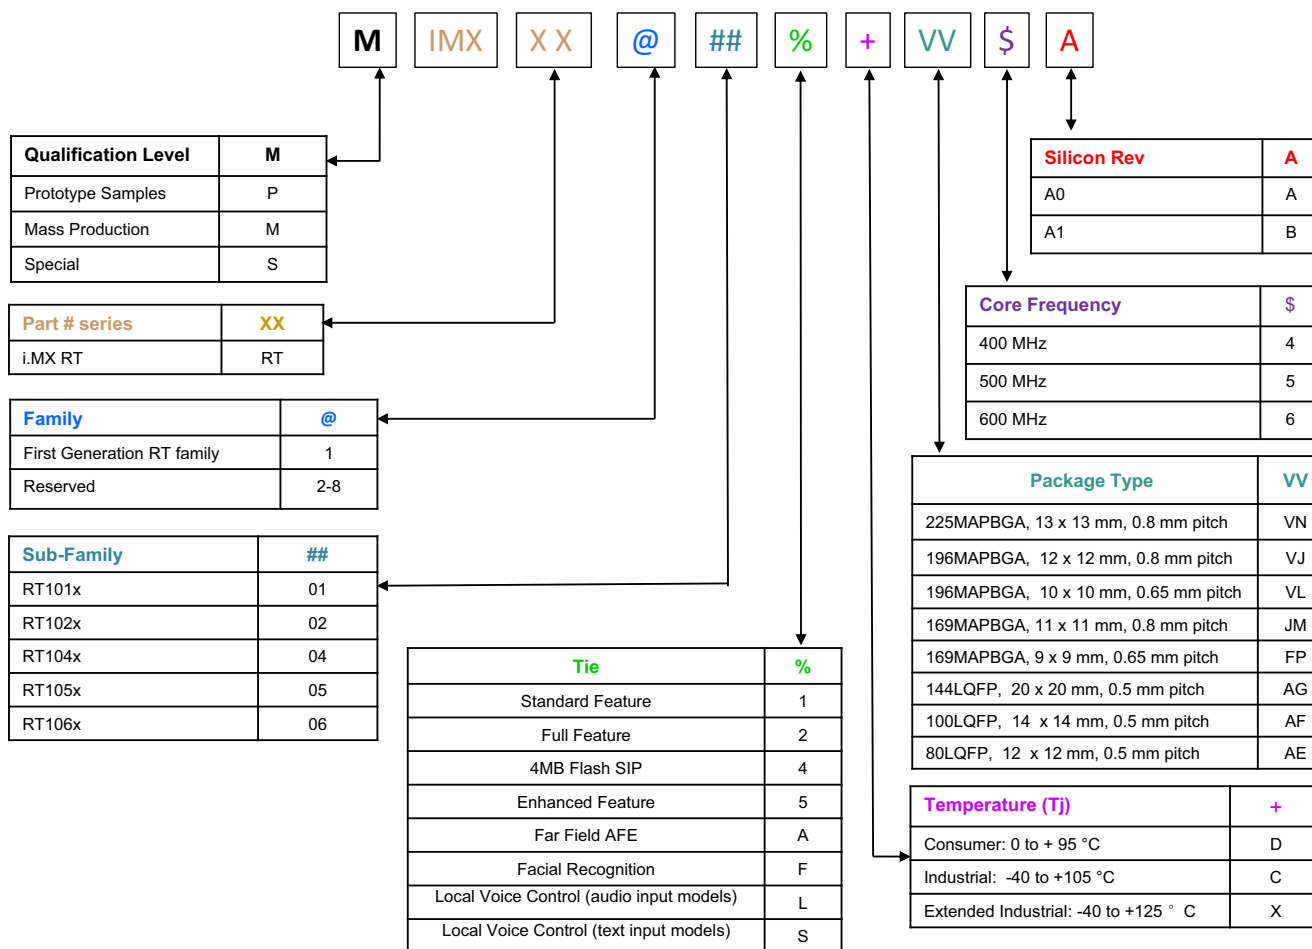 M IMX X X @ ## % + VV $ A
Qualification Level M
Prototype Samples P
Mass Production M
Special S
Part # series XX
i.MX RT RT
Family @
First Generation RT family 1
Reserved 2-8
Sub-Family ##
RT101x 01
RT102x 02
RT104x 04
RT105x 05
RT106x 06
Tie %
Standard Feature 1
Full Feature 2
4MB Flash SIP 4
Enhanced Feature 5
Far Field AFE A
Facial Recognition F
Local Voice Control (audio input models) L
Local Voice Control (text input models) S
Silicon Rev A
A0 A
A1 B
Core Frequency $
400 MHz 4
500 MHz 5
600 MHz 6
Package Type VV
225MAPBGA, 13 x 13 mm, 0.8 mm pitch VN
196MAPBGA, 12 x 12 mm, 0.8 mm pitch VJ
196MAPBGA, 10 x 10 mm, 0.65 mm pitch VL
169MAPBGA, 11 x 11 mm, 0.8 mm pitch JM
169MAPBGA, 9 x 9 mm, 0.65 mm pitch FP
144LQFP, 20 x 20 mm, 0.5 mm pitch AG
100LQFP, 14 x 14 mm, 0.5 mm pitch AF
80LQFP, 12 x 12 mm, 0.5 mm pitch AE
Temperature (Tj) +
Consumer: 0 to + 95 °C D
Industrial: -40 to +105 °C C
Extended Industrial: -40 to +125 ° C X